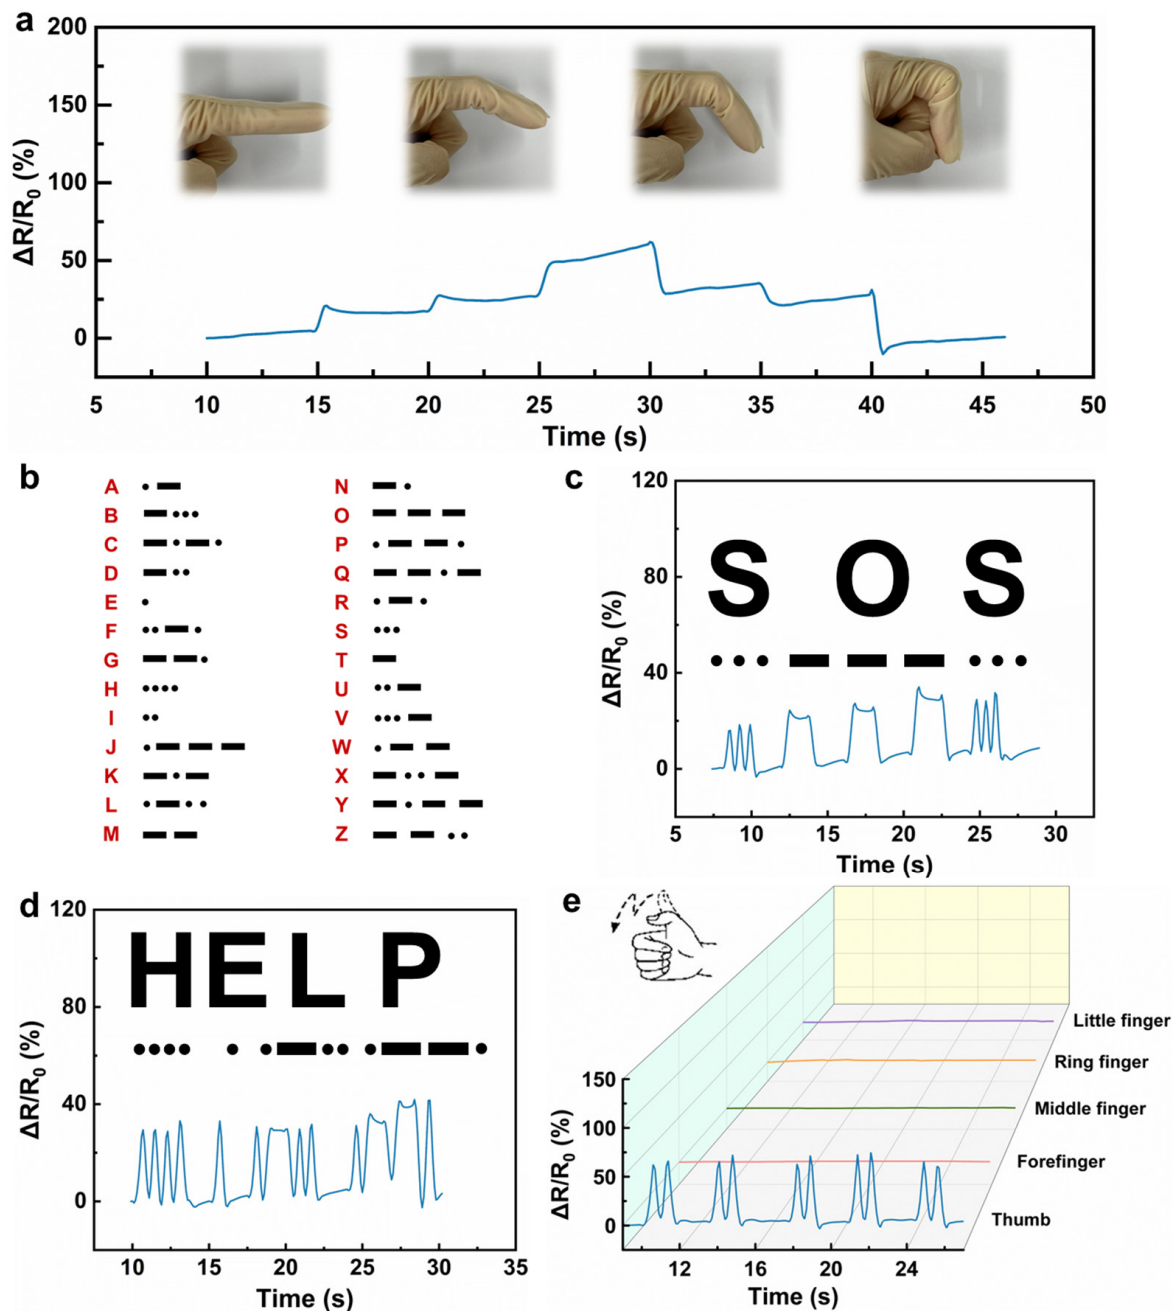 a
200
150
100
50
0
ΔR/R₀ (%)
5 10 15 20 25 30 35 40 45 50
Time (s)
b
A
B
C
D
E
F
G
H
I
J
K
L
M
N
O
P
Q
R
S
T
U
V
W
X
Y
Z
c
120
80
40
0
ΔR/R₀ (%)
S O S
5 10 15 20 25 30
Time (s)
d
120
80
40
0
ΔR/R₀ (%)
HELP
10 15 20 25 30 35
Time (s)
e
150
100
50
0
ΔR/R₀ (%)
Little finger
Ring finger
Middle finger
Forefinger
Thumb
12 16 20 24
Time (s)